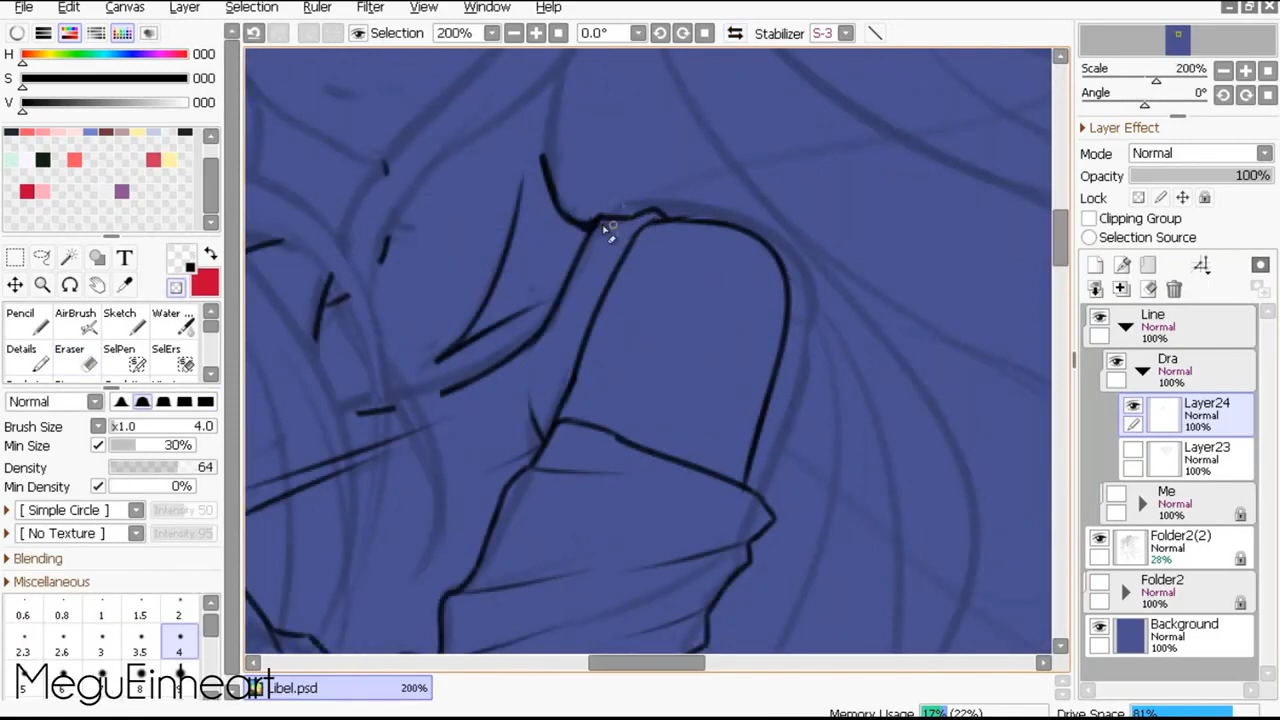 File Edit Canvas Layer Selection Ruler Filter View Window Help
Selection 200% 0.0° Stabilizer S-3
H 000
S 000
V 000
Scale 200%
Angle 0°
Layer Effect
Mode Normal
Opacity 100%
Lock
Clipping Group
Selection Source
Pencil AirBrush Sketch Water ...
Details Eraser SelPen SelErs
Normal
Brush Size x1.0 4.0
Min Size 30%
Density 64
Min Density 0%
[ Simple Circle ] Intensity 50
[ No Texture ] Intensity 95
Blending
Miscellaneous
0.6 0.8 1 1.5 2
2.3 2.6 3 3.5 4
5 6 8 9
Line
Normal
100%
Dra
Normal
100%
Layer24
Normal
100%
Layer23
Normal
100%
Me
Normal
100%
Folder2(2)
Normal
28%
Folder2
Normal
100%
Background
Normal
100%
MeguEinheart
Libel.psd 200%
Memory Usage 17% (22%) Drive Space 81%